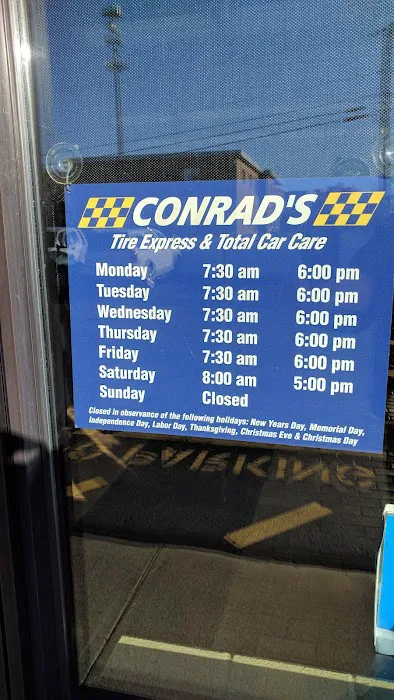 CONRAD'S
Tire Express & Total Car Care
Monday 7:30 am 6:00 pm
Tuesday 7:30 am 6:00 pm
Wednesday 7:30 am 6:00 pm
Thursday 7:30 am 6:00 pm
Friday 7:30 am 6:00 pm
Saturday 8:00 am 5:00 pm
Sunday Closed
Closed in observance of the following holidays: New Years Day, Memorial Day,
Independence Day, Labor Day, Thanksgiving, Christmas Eve & Christmas Day
PARKING